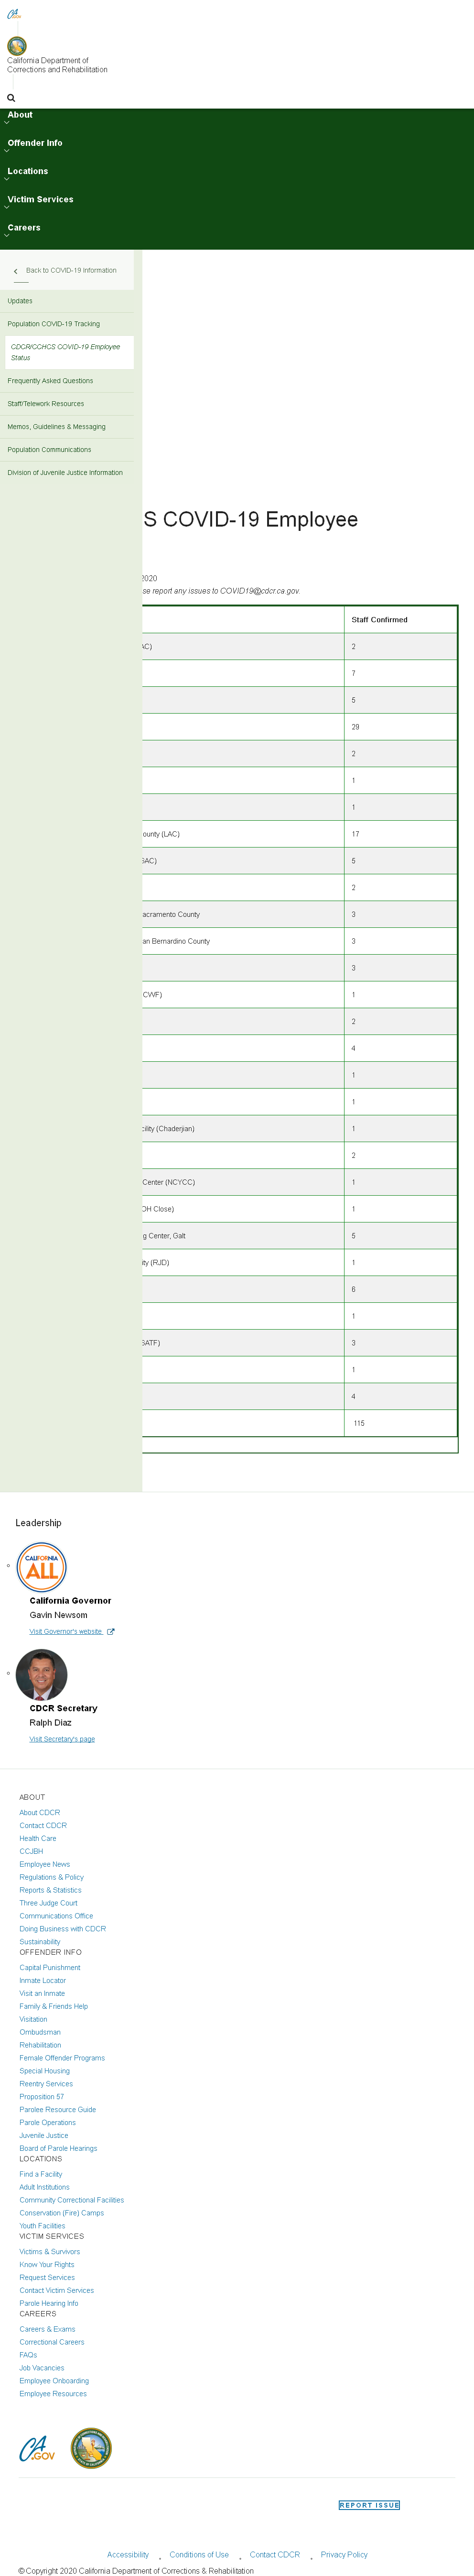 CA
GOV
California Department of
Corrections and Rehabilitation
About
Offender Info
Locations
Victim Services
Careers
Back to COVID-19 Information
Updates
Population COVID-19 Tracking
CDCR/CCHCS COVID-19 Employee
Status
Frequently Asked Questions
Staff/Telework Resources
Memos, Guidelines & Messaging
Population Communications
Division of Juvenile Justice Information
S COVID-19 Employee
2020
se report any issues to COVID19@cdcr.ca.gov.
Staff Confirmed
AC) 2
7
5
29
2
1
1
ounty (LAC) 17
SAC) 5
2
acramento County 3
an Bernardino County 3
3
CWF) 1
2
4
1
1
cility (Chaderjian) 1
2
Center (NCYCC) 1
OH Close) 1
g Center, Galt 5
ity (RJD) 1
6
1
SATF) 3
1
4
115
Leadership
CALIFORNIA
ALL
California Governor
Gavin Newsom
Visit Governor's website
CDCR Secretary
Ralph Diaz
Visit Secretary's page
ABOUT
About CDCR
Contact CDCR
Health Care
CCJBH
Employee News
Regulations & Policy
Reports & Statistics
Three Judge Court
Communications Office
Doing Business with CDCR
Sustainability
OFFENDER INFO
Capital Punishment
Inmate Locator
Visit an Inmate
Family & Friends Help
Visitation
Ombudsman
Rehabilitation
Female Offender Programs
Special Housing
Reentry Services
Proposition 57
Parolee Resource Guide
Parole Operations
Juvenile Justice
Board of Parole Hearings
LOCATIONS
Find a Facility
Adult Institutions
Community Correctional Facilities
Conservation (Fire) Camps
Youth Facilities
VICTIM SERVICES
Victims & Survivors
Know Your Rights
Request Services
Contact Victim Services
Parole Hearing Info
CAREERS
Careers & Exams
Correctional Careers
FAQs
Job Vacancies
Employee Onboarding
Employee Resources
CA
.GOV
REPORT ISSUE
Accessibility • Conditions of Use • Contact CDCR • Privacy Policy
© Copyright 2020 California Department of Corrections & Rehabilitation